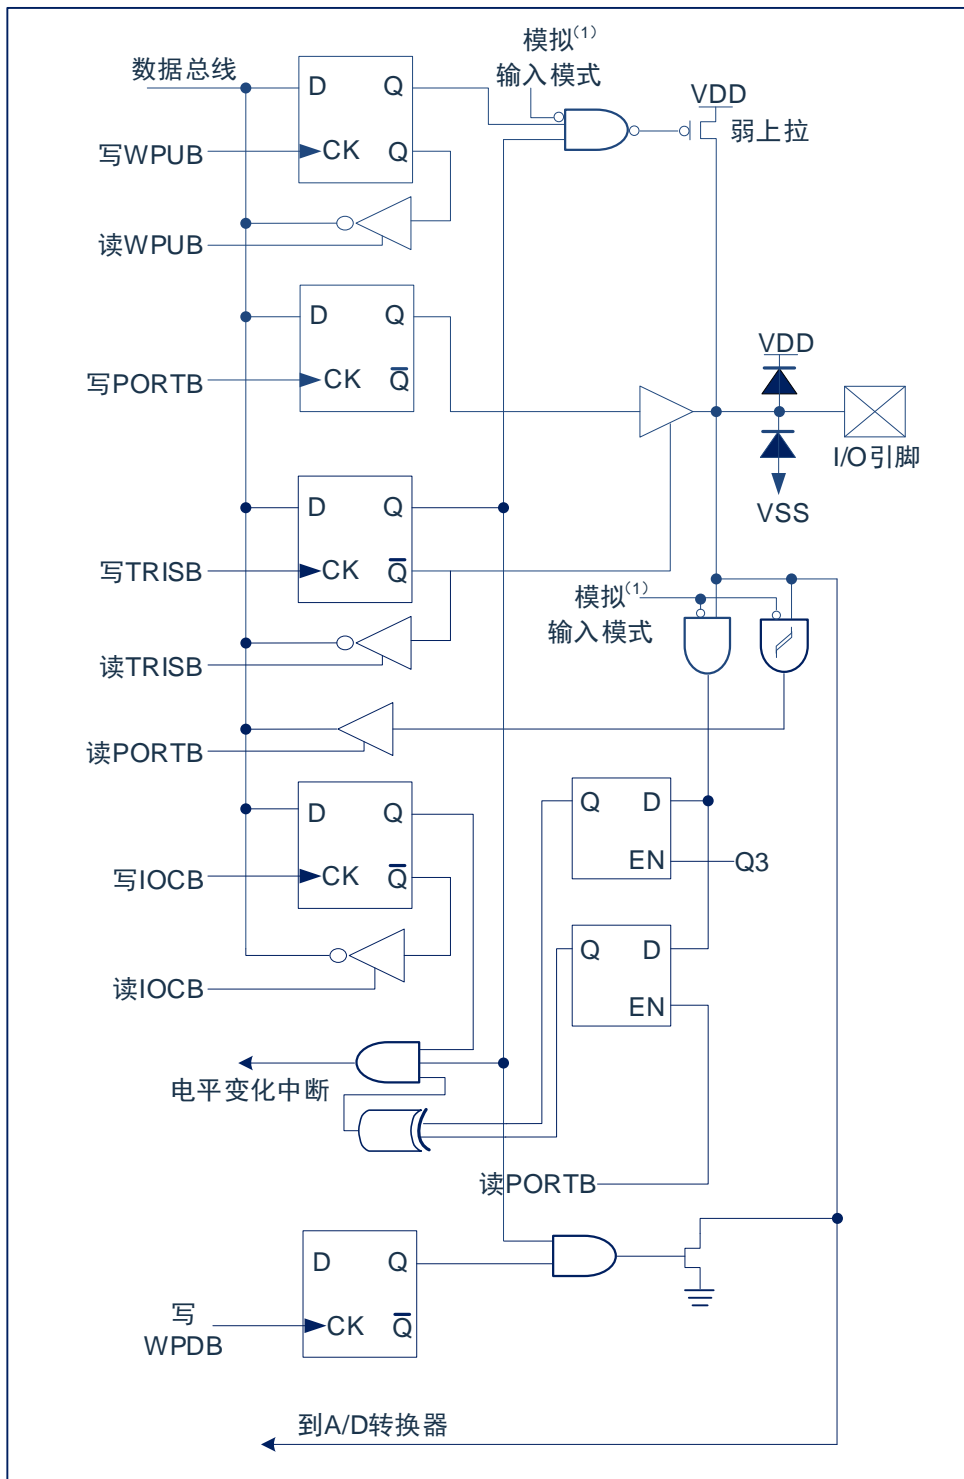 模拟(1)
输入模式
数据总线
D
Q
VDD
弱上拉
写WPUB
CK
Q
读WPUB
D
Q
VDD
写PORTB
CK
Q̅
I/O引脚
D
Q
VSS
写TRISB
CK
Q̅
模拟(1)
输入模式
读TRISB
读PORTB
D
Q
Q
D
EN
Q3
写IOCB
CK
Q̅
Q
D
读IOCB
EN
电平变化中断
读PORTB
D
Q
写
WPDB
CK
Q̅
到A/D转换器